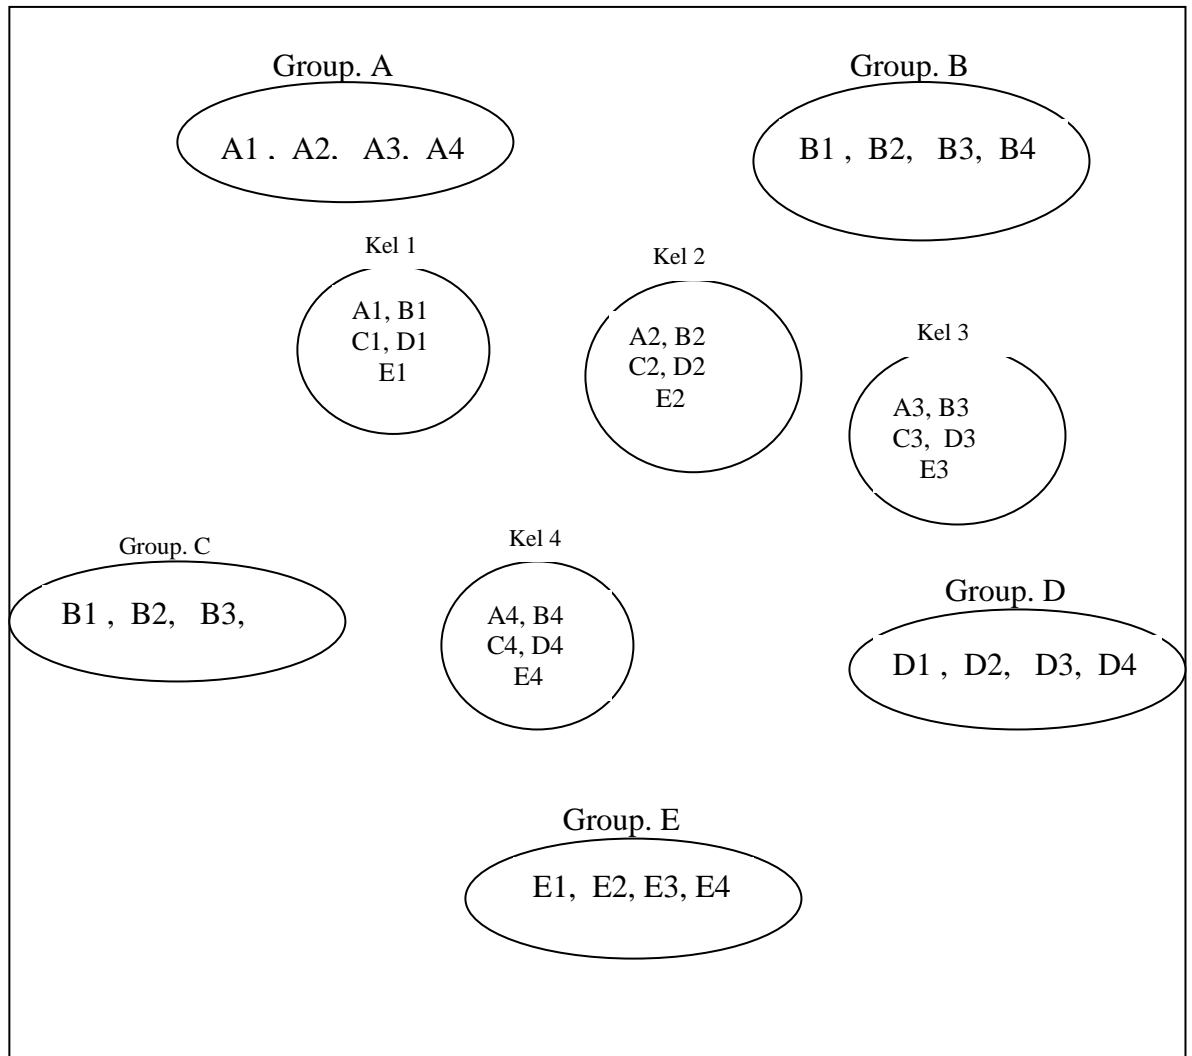 Group. A
A1 , A2, A3, A4
Group. B
B1 , B2, B3, B4
Kel 1
A1, B1
C1, D1
E1
Kel 2
A2, B2
C2, D2
E2
Kel 3
A3, B3
C3, D3
E3
Group. C
B1 , B2, B3,
Kel 4
A4, B4
C4, D4
E4
Group. D
D1 , D2, D3, D4
Group. E
E1, E2, E3, E4